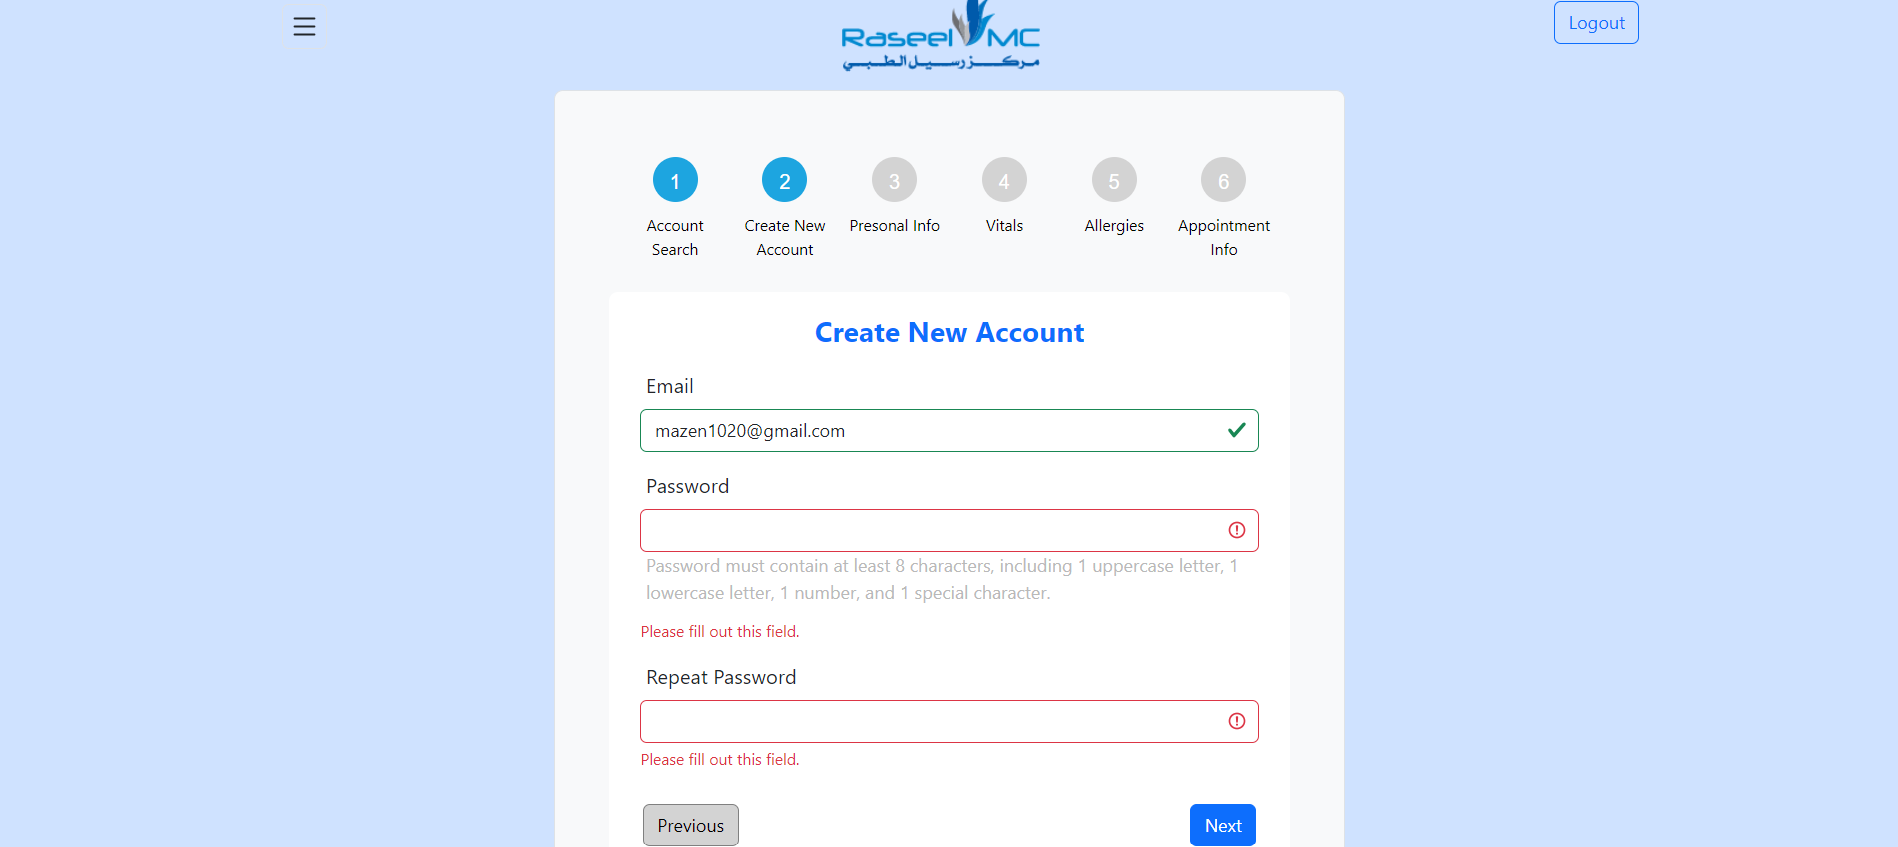 Raseel MC
مركز رسيل الطبي
Logout
1
2
3
4
5
6
Account
Search
Create New
Account
Presonal Info
Vitals
Allergies
Appointment
Info
Create New Account
Email
mazen1020@gmail.com
Password
Password must contain at least 8 characters, including 1 uppercase letter, 1
lowercase letter, 1 number, and 1 special character.
Please fill out this field.
Repeat Password
Please fill out this field.
Previous
Next